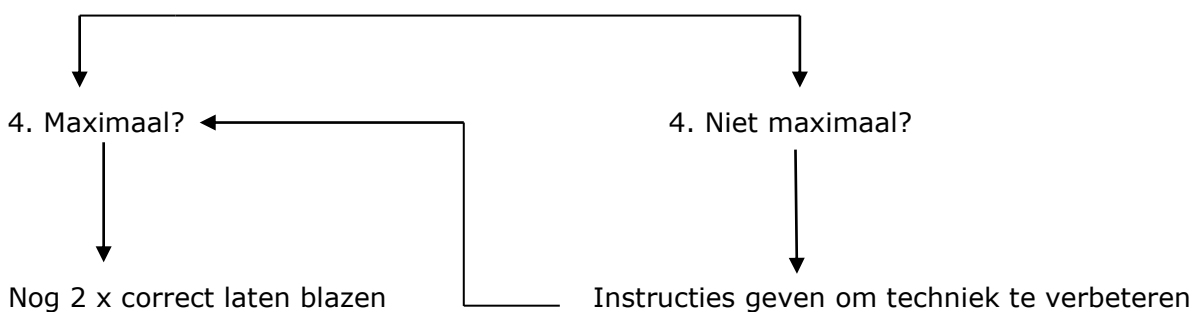 4. Maximaal?
4. Niet maximaal?
Nog 2 x correct laten blazen
Instructies geven om techniek te verbeteren